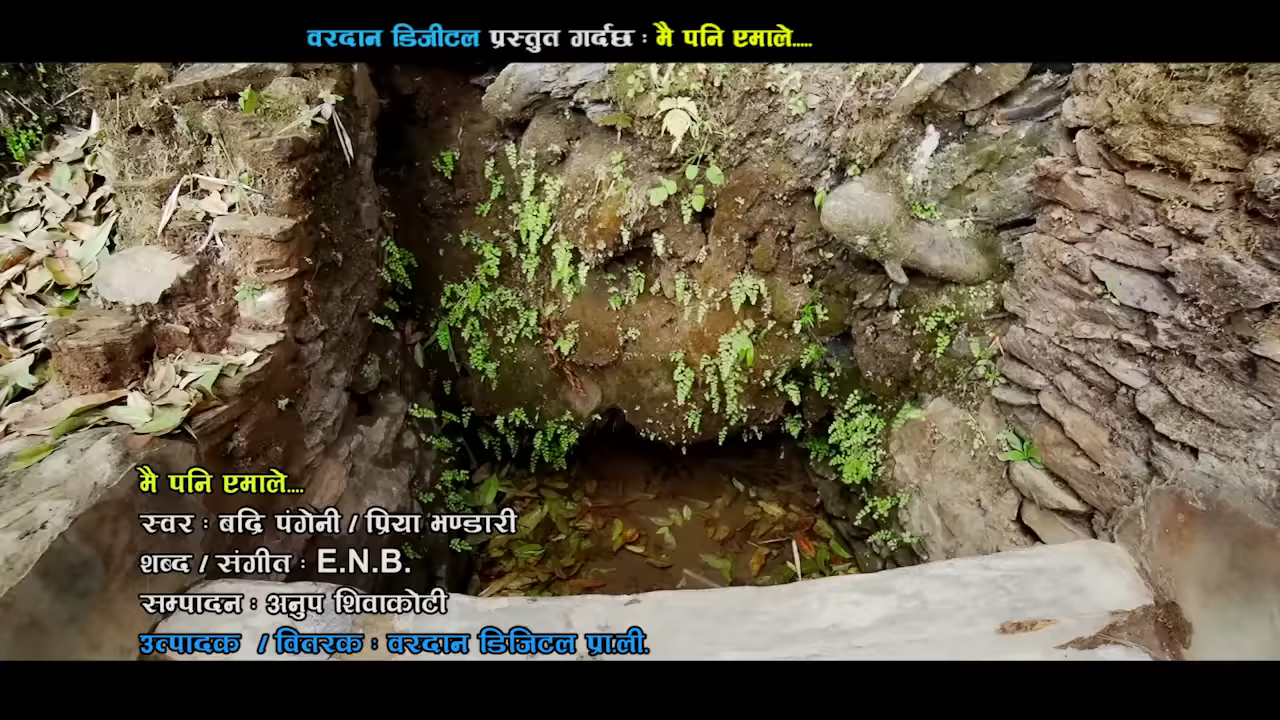 वरदान डिजीटल प्रस्तुत गर्दछ : मै पनि एमाले.....
मै पनि एमाले....
स्वर : बद्रि पंगेनी / प्रिया भण्डारी
शब्द / संगीत : E.N.B.
सम्पादन : अनुप शिवाकोटी
उत्पादक / वितरक : वरदान डिजिटल प्रा.ली.